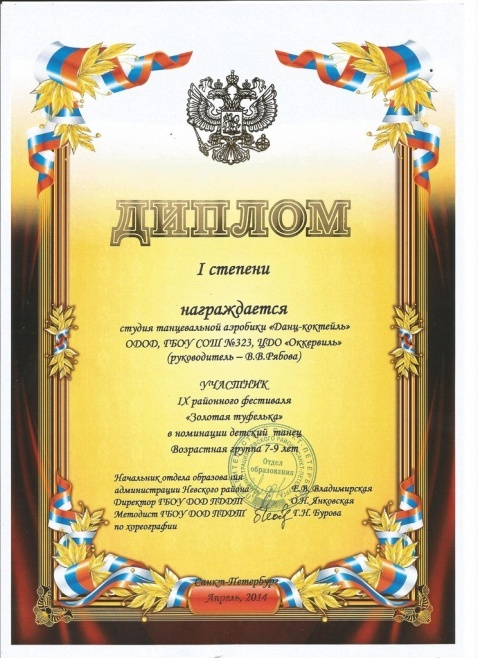 ДИПЛОМ
I степени
награждается
студия танцевальной аэробики «Данц-коктейль»
ОДОД, ГБОУ СОШ №323, ЦДО «Оккервиль»
(руководитель – В.В.Рябова)
УЧАСТНИК
IX районного фестиваля
«Золотая туфелька»
в номинации детский танец
Возрастная группа 7-9 лет
Отдел
образования
Начальник отдела образования
администрации Невского района Е.В. Владимирская
Директор ГБОУ ДОД ПДДТ О.Н. Янковская
Методист ГБОУ ДОД ПДДТ Г.Н. Бурова
по хореографии
Санкт-Петербург
Апрель, 2014